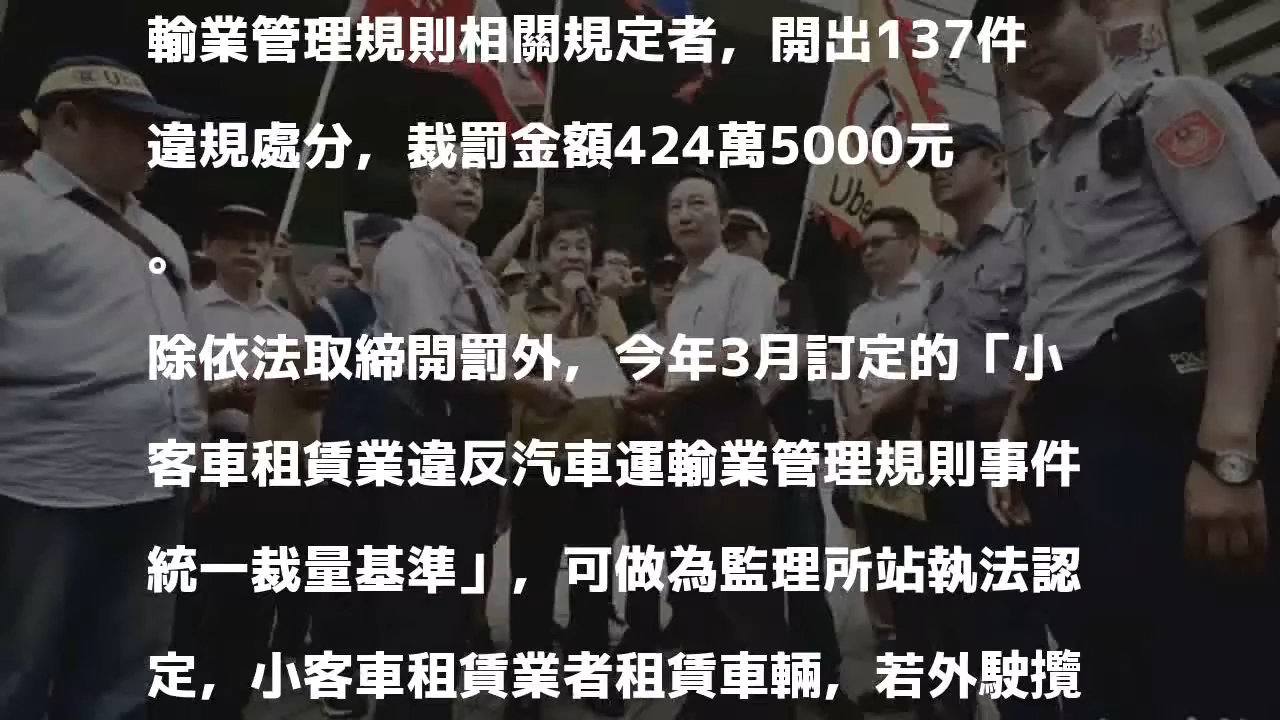 輸業管理規則相關規定者，開出137件
違規處分，裁罰金額424萬5000元
。
除依法取締開罰外，今年3月訂定的「小
客車租賃業違反汽車運輸業管理規則事件
統一裁量基準」，可做為監理所站執法認
定，小客車租賃業者租賃車輛，若外駛攬
Uber
Ube
POL